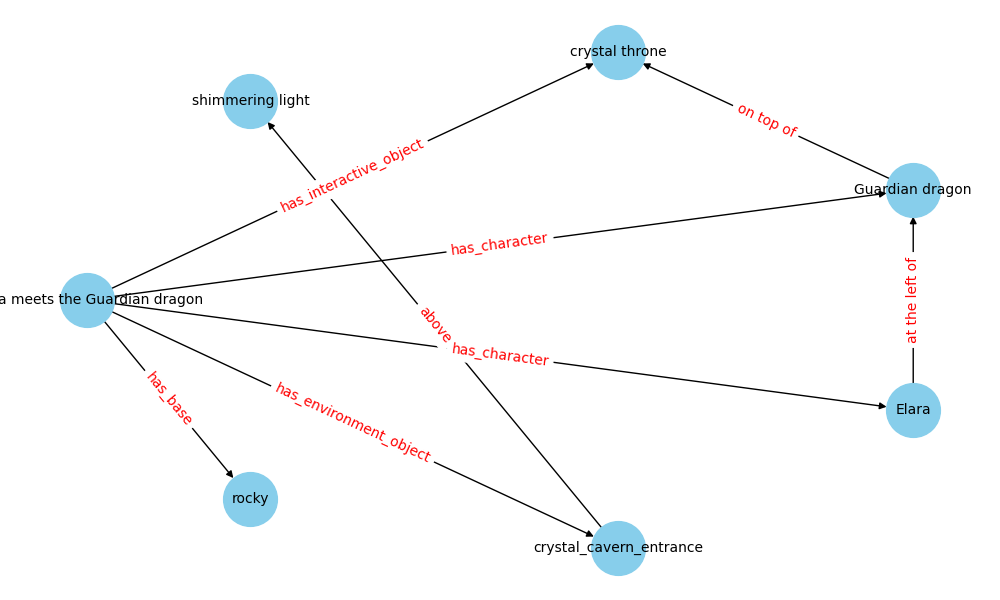 crystal throne
shimmering light
on top of
has_interactive_object
Guardian dragon
has_character
a meets the Guardian dragon
at the left of
above
has_character
has_base
has_environment_object
Elara
rocky
crystal_cavern_entrance